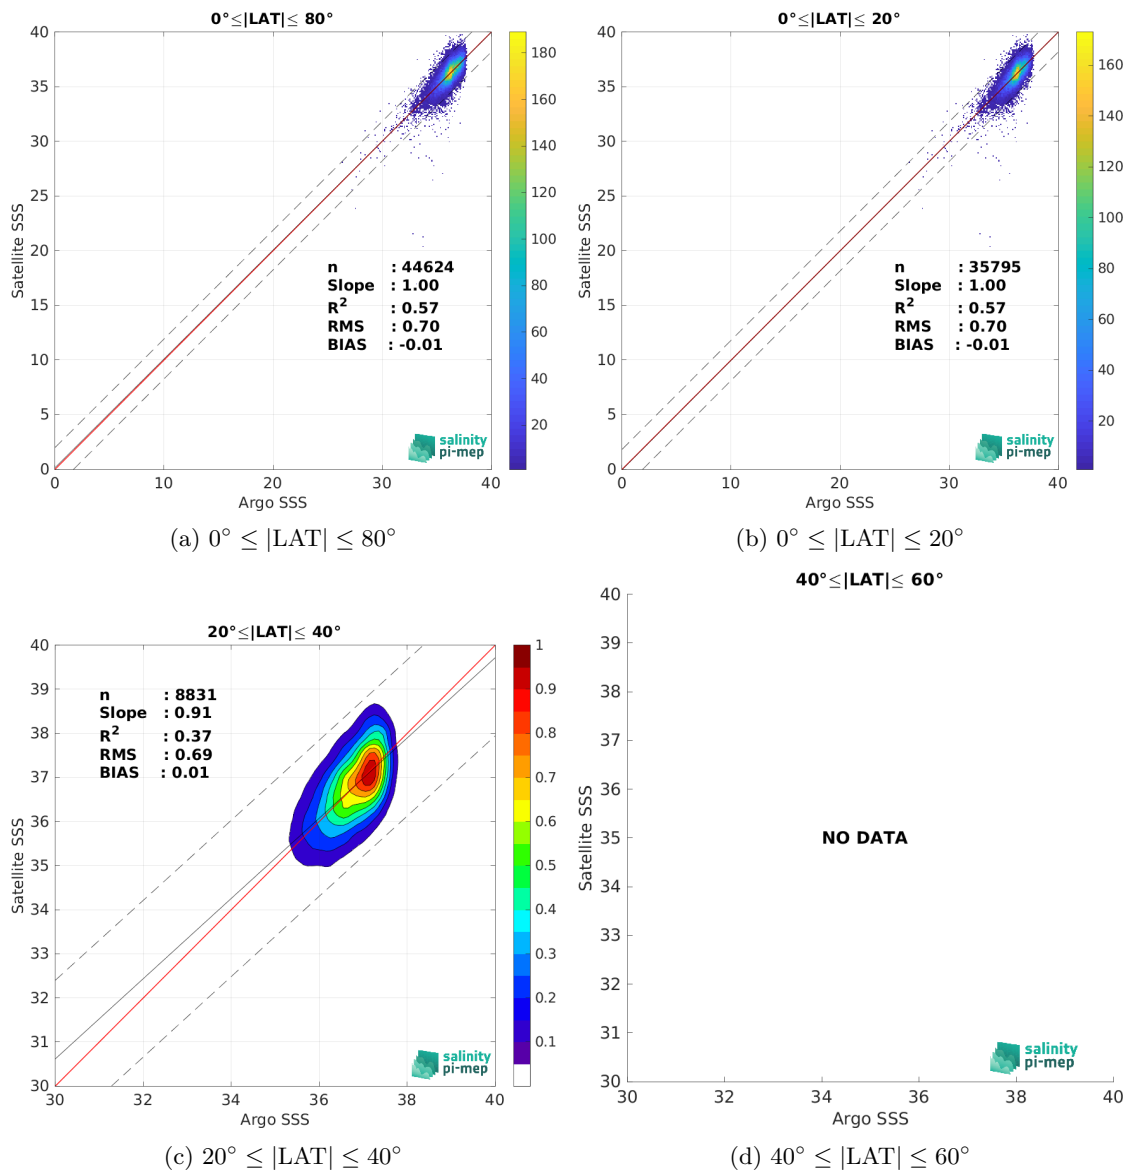 0°≤|LAT|≤ 80°
40
35
30
25
20
15
10
5
0
Satellite SSS
0
10
20
30
40
Argo SSS
n : 44624
Slope : 1.00
R2 : 0.57
RMS : 0.70
BIAS : -0.01
salinity
pi-mep
180
160
140
120
100
80
60
40
20
(a) 0° ≤ |LAT| ≤ 80°
0°≤|LAT|≤ 20°
40
35
30
25
20
15
10
5
0
Satellite SSS
0
10
20
30
40
Argo SSS
n : 35795
Slope : 1.00
R2 : 0.57
RMS : 0.70
BIAS : -0.01
salinity
pi-mep
160
140
120
100
80
60
40
20
(b) 0° ≤ |LAT| ≤ 20°
20°≤|LAT|≤ 40°
40
39
38
37
36
35
34
33
32
31
30
Satellite SSS
30
32
34
36
38
40
Argo SSS
n : 8831
Slope : 0.91
R2 : 0.37
RMS : 0.69
BIAS : 0.01
salinity
pi-mep
1
0.9
0.8
0.7
0.6
0.5
0.4
0.3
0.2
0.1
(c) 20° ≤ |LAT| ≤ 40°
40°≤|LAT|≤ 60°
40
39
38
37
36
35
34
33
32
31
30
Satellite SSS
NO DATA
30
32
34
36
38
40
Argo SSS
salinity
pi-mep
(d) 40° ≤ |LAT| ≤ 60°